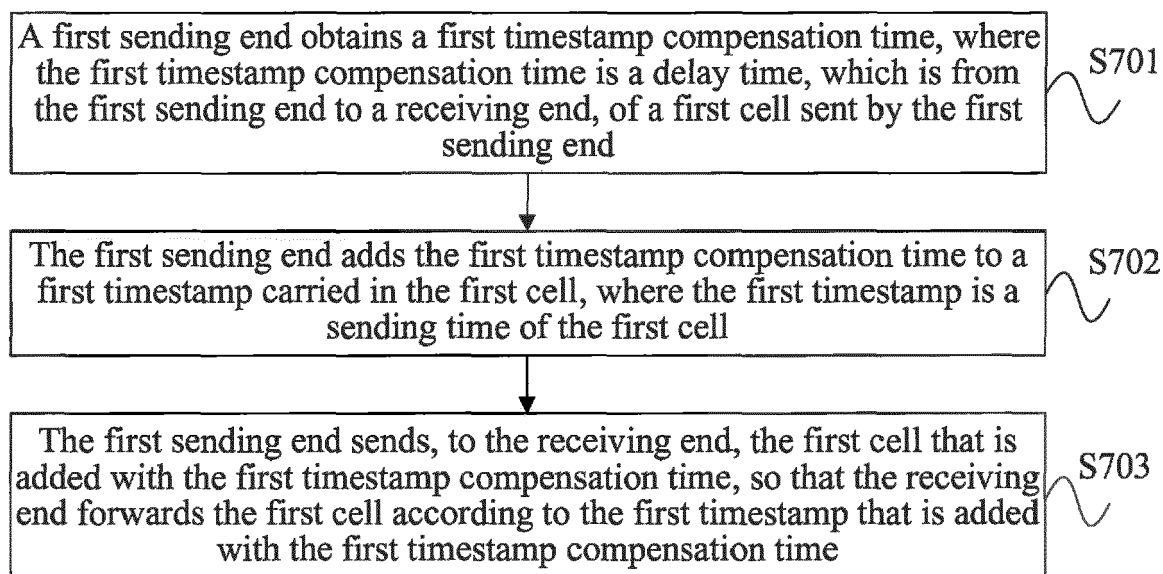 A first sending end obtains a first timestamp compensation time, where
the first timestamp compensation time is a delay time, which is from
the first sending end to a receiving end, of a first cell sent by the first
sending end
S701
The first sending end adds the first timestamp compensation time to a
first timestamp carried in the first cell, where the first timestamp is a
sending time of the first cell
S702
The first sending end sends, to the receiving end, the first cell that is
added with the first timestamp compensation time, so that the receiving
end forwards the first cell according to the first timestamp that is added
with the first timestamp compensation time
S703